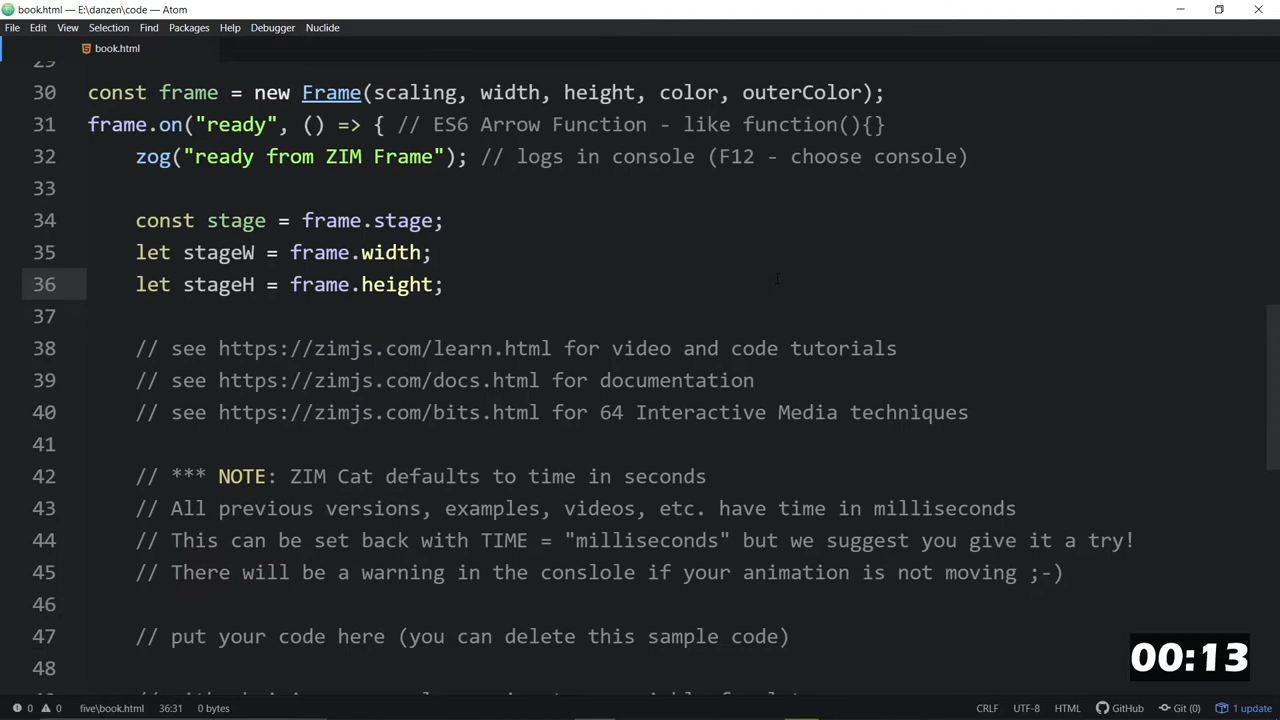 book.html — E:\danzen\code — Atom
File Edit View Selection Find Packages Help Debugger Nuclide
book.html
29
30 const frame = new Frame(scaling, width, height, color, outerColor);
31 frame.on("ready", () => { // ES6 Arrow Function - like function(){}
32 zog("ready from ZIM Frame"); // logs in console (F12 - choose console)
33
34 const stage = frame.stage;
35 let stageW = frame.width;
36 let stageH = frame.height;
37
38 // see https://zimjs.com/learn.html for video and code tutorials
39 // see https://zimjs.com/docs.html for documentation
40 // see https://zimjs.com/bits.html for 64 Interactive Media techniques
41
42 // *** NOTE: ZIM Cat defaults to time in seconds
43 // All previous versions, examples, videos, etc. have time in milliseconds
44 // This can be set back with TIME = "milliseconds" but we suggest you give it a try!
45 // There will be a warning in the conslole if your animation is not moving ;-)
46
47 // put your code here (you can delete this sample code)
48
00:13
0 0 five\book.html 36:31 0 bytes CRLF UTF-8 HTML GitHub Git (0) 1 update